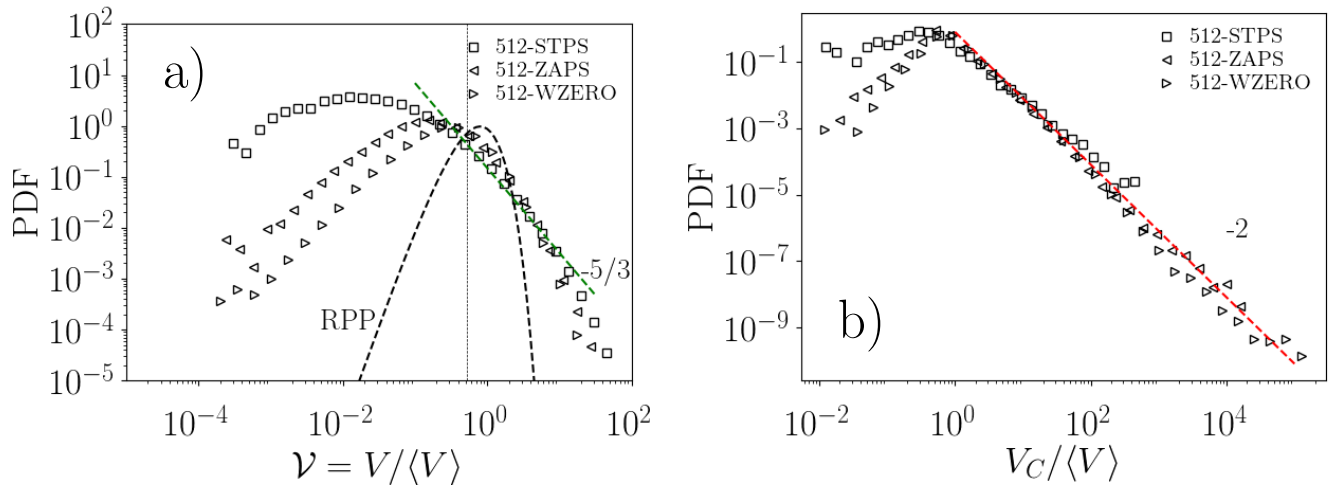 a)
PDF
10^2
10^1
10^0
10^{-1}
10^{-2}
10^{-3}
10^{-4}
10^{-5}
512-STPS
512-ZAPS
512-WZERO
RPP
-5/3
10^{-4}
10^{-2}
10^0
10^2
𝒱 = V/⟨V⟩
b)
PDF
10^{-1}
10^{-3}
10^{-5}
10^{-7}
10^{-9}
512-STPS
512-ZAPS
512-WZERO
-2
10^{-2}
10^0
10^2
10^4
V_C/⟨V⟩